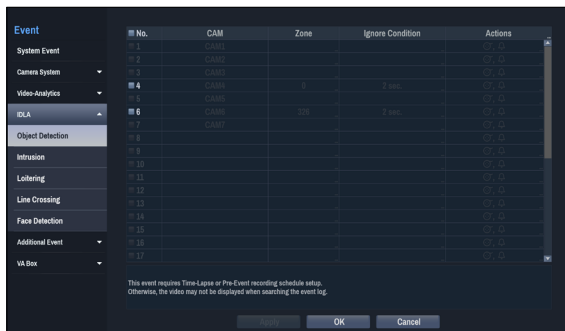 Event
No. CAM Zone Ignore Condition Actions
System Event
Camera System
Video-Analytics
IDLA
Object Detection
Intrusion
Loitering
Line Crossing
Face Detection
Additional Event
VA Box
1 CAM1
2 CAM2
3 CAM3
4 CAM4 0 2 sec.
5 CAM5
6 CAM6 2 sec.
7 CAM7
8
9
10
11
12
13
14
15
16
17
This event requires Time-Lapse or Pre-Event recording schedule setup.
Otherwise, the video may not be displayed when searching the event log.
Apply OK Cancel